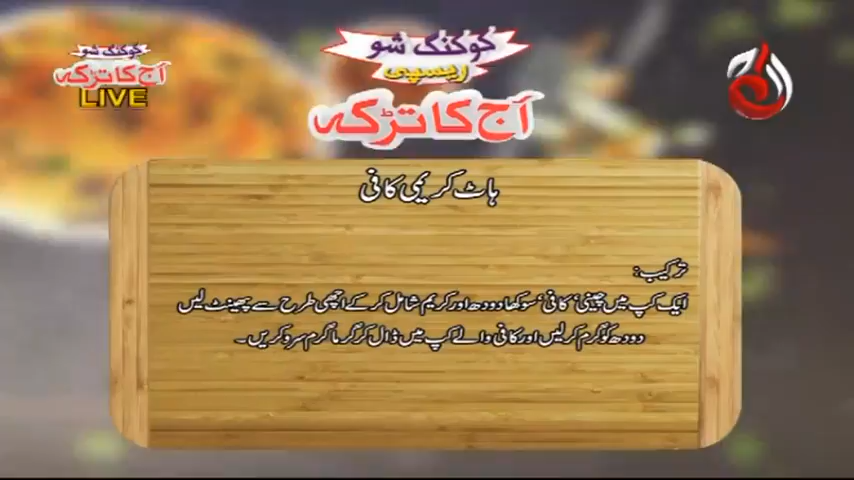 کوکنگ شو
آج کا تڑکہ
LIVE
کوکنگ شو
ریسپی
آج کا تڑکہ
ہاٹ کریمی کافی
ترکیب:
ایک کپ میں چینی، کافی، سوکھا دودھ اور کریم شامل کر کے اچھی طرح سے پھینٹ لیں
دودھ کو گرم کر لیں اور کافی والے کپ میں ڈال کر گرما گرم سرو کریں۔